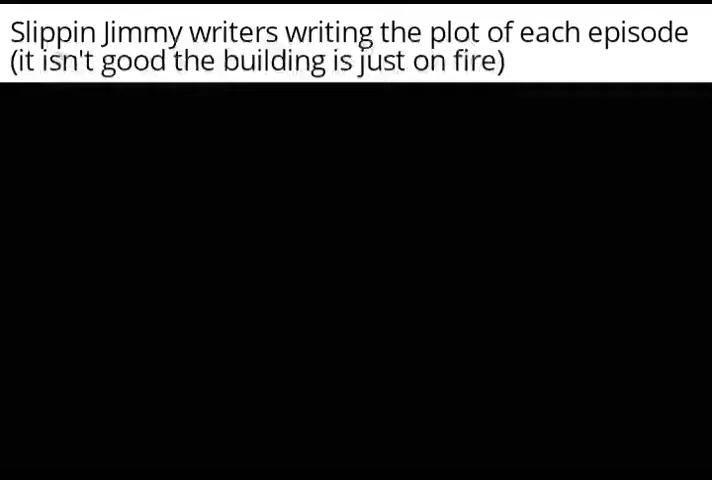 Slippin Jimmy writers writing the plot of each episode
(it isn't good the building is just on fire)